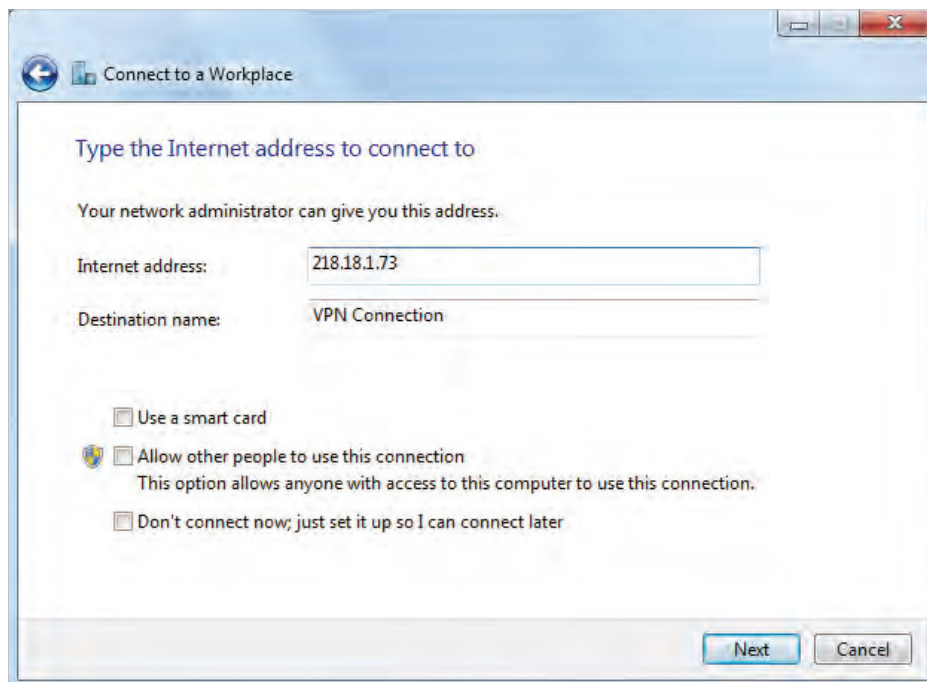 Connect to a Workplace
Type the Internet address to connect to
Your network administrator can give you this address.
Internet address: 218.18.1.73
Destination name: VPN Connection
Use a smart card
Allow other people to use this connection
This option allows anyone with access to this computer to use this connection.
Don't connect now; just set it up so I can connect later
Next Cancel